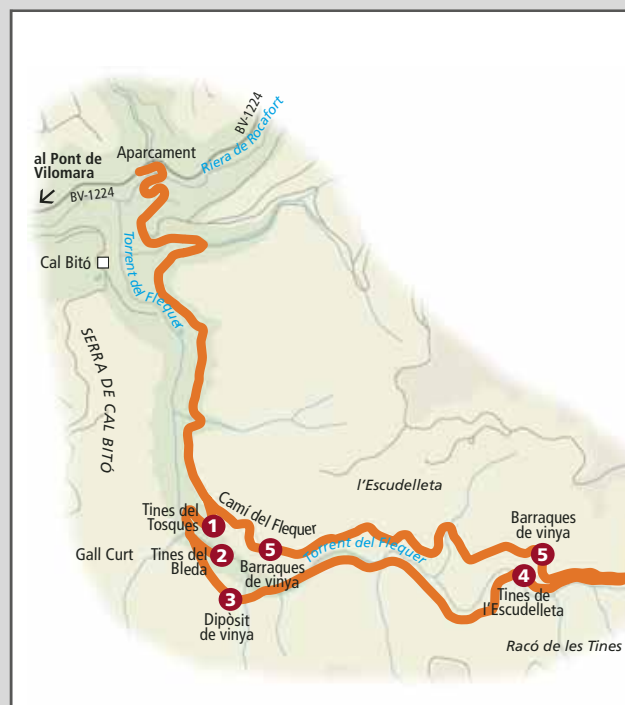 BV-1224
Riera de Rocafort
Aparcament
al Pont de
Vilomara
BV-1224
Cal Bitó
Torrent del Flequer
SERRA DE CAL BITÓ
l'Escudelleta
Camí del Flequer
Tines del
Tosques
1
Barraques
de vinya
5
Torrent del Flequer
Gall Curt
Tines del
Bleda
2
5
Barraques
de vinya
4
Tines de
l'Escudelleta
3
Dipòsit
de vinya
Racó de les Tines